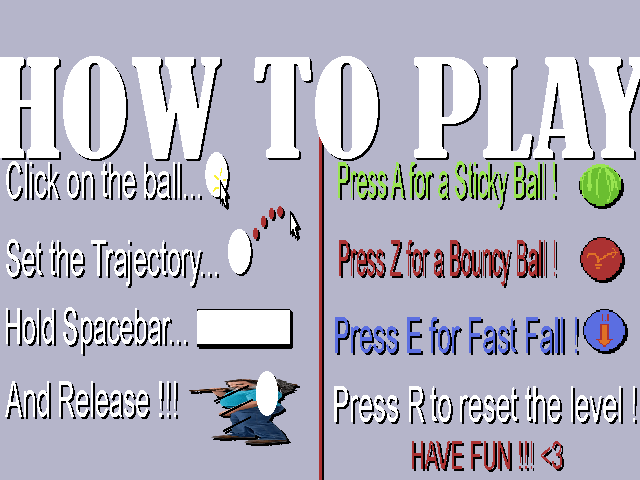 HOW TO PLAY
Click on the ball...
Set the Trajectory...
Hold Spacebar...
And Release !!!
Press A for a Sticky Ball !
Press Z for a Bouncy Ball !
Press E for Fast Fall !
Press R to reset the level !
HAVE FUN !!! <3